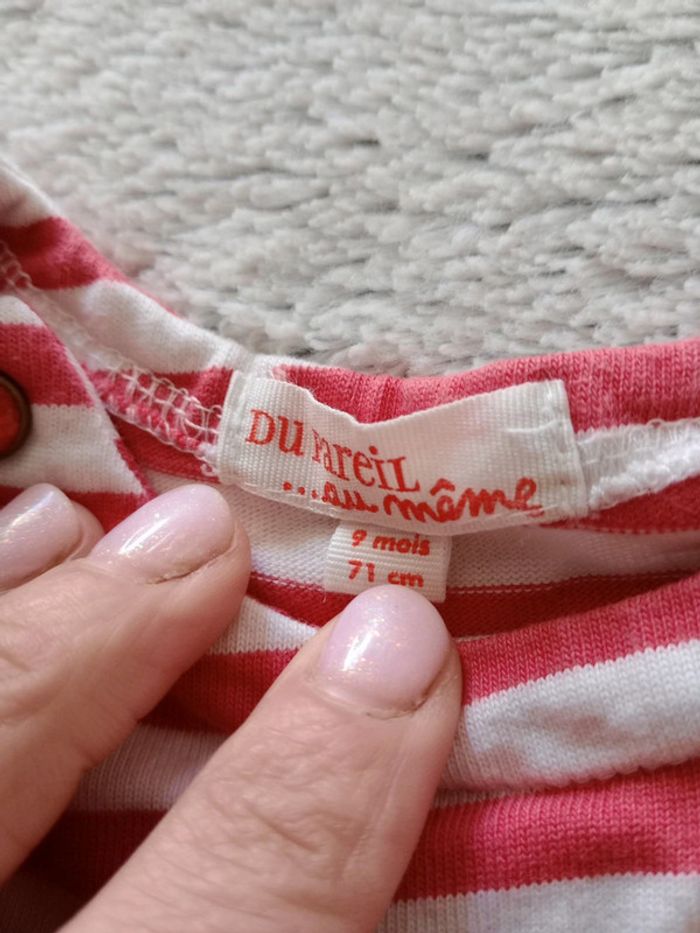 DU PAREIL
...au même
9 mois
71 cm